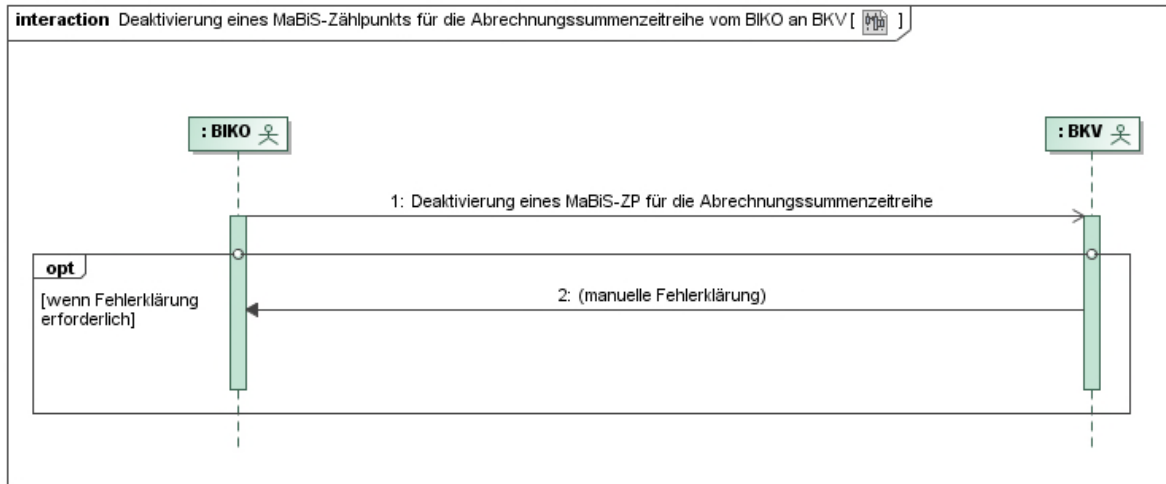 interaction Deaktivierung eines MaBiS-Zählpunkts für die Abrechnungssummenzeitreihe vom BIKO an BKV [ ]
: BIKO
: BKV
1: Deaktivierung eines MaBiS-ZP für die Abrechnungssummenzeitreihe
opt
[wenn Fehlerklärung
erforderlich]
2: (manuelle Fehlerklärung)